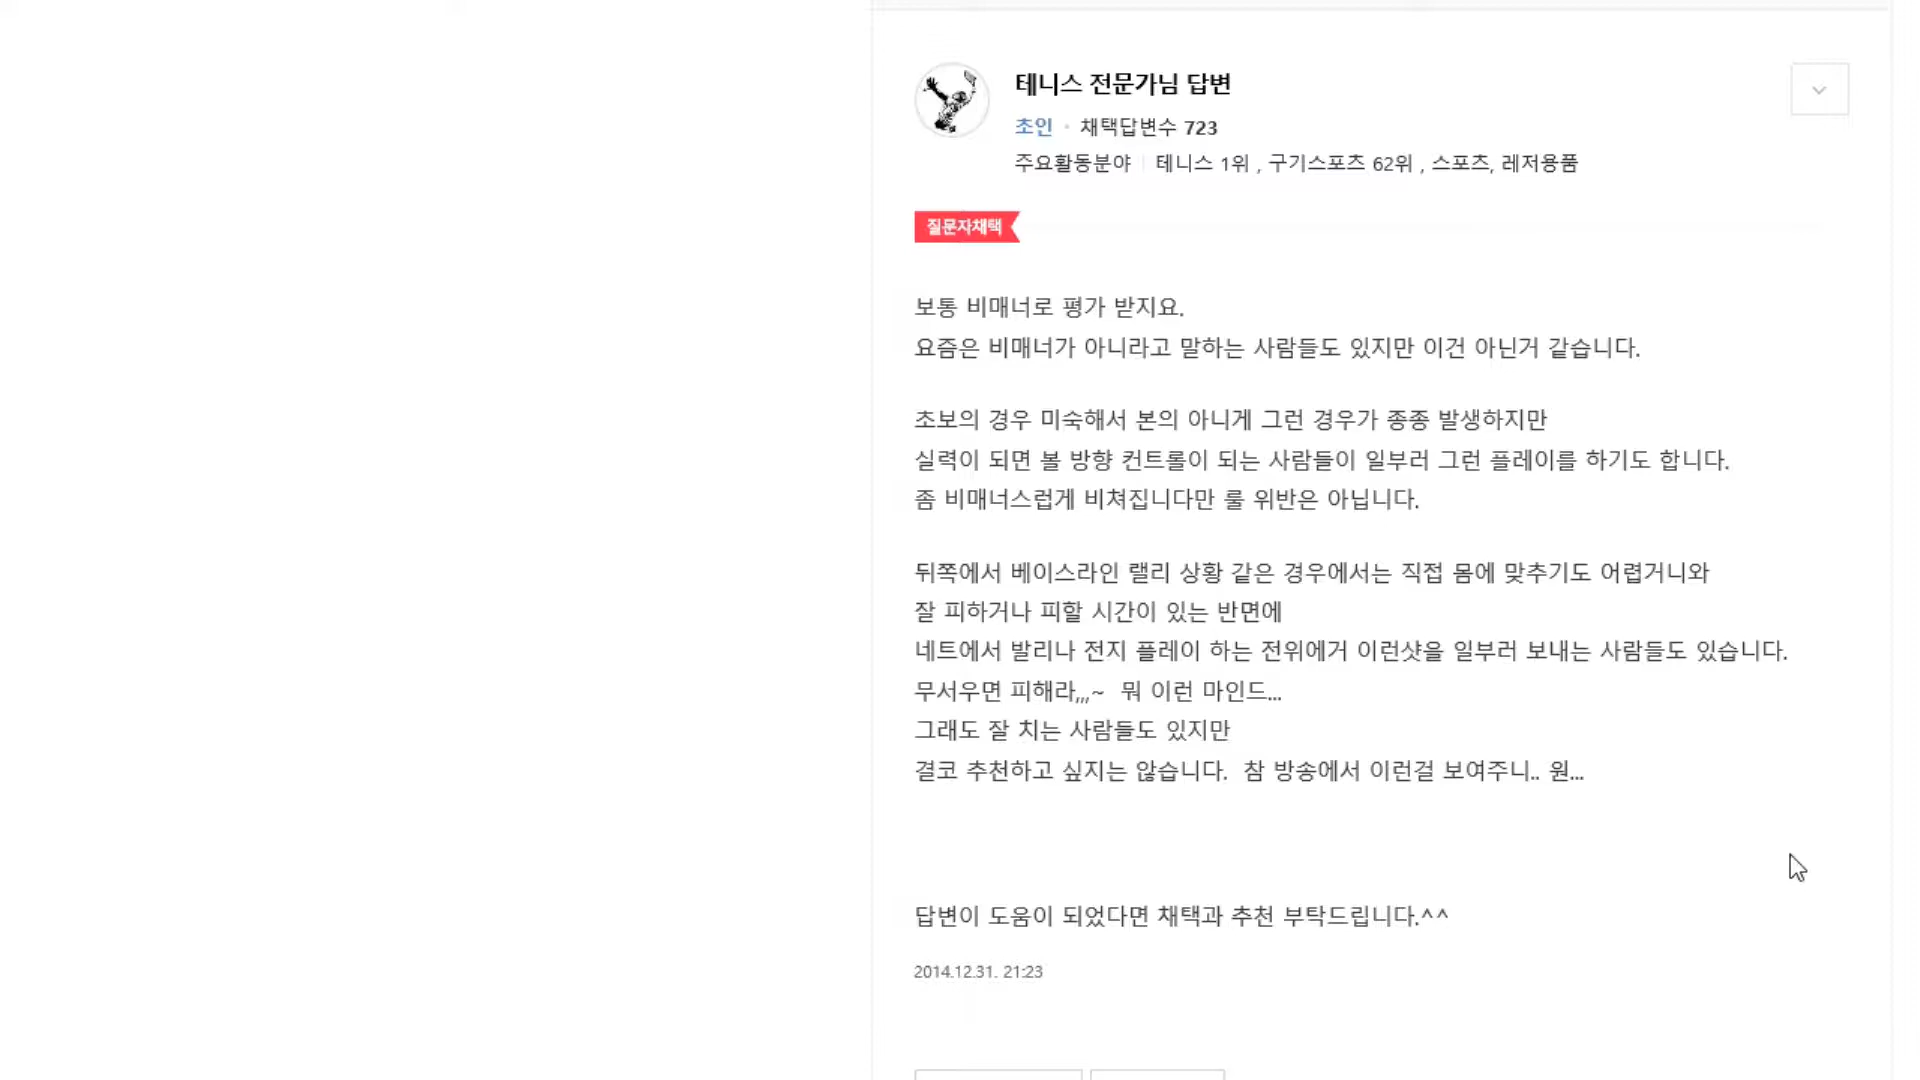 테니스 전문가님 답변
초인 · 채택답변수 723
주요활동분야 테니스 1위 , 구기스포츠 62위 , 스포츠, 레저용품
질문자채택
보통 비매너로 평가 받지요.
요즘은 비매너가 아니라고 말하는 사람들도 있지만 이건 아닌거 같습니다.
초보의 경우 미숙해서 본의 아니게 그런 경우가 종종 발생하지만
실력이 되면 볼 방향 컨트롤이 되는 사람들이 일부러 그런 플레이를 하기도 합니다.
좀 비매너스럽게 비쳐집니다만 룰 위반은 아닙니다.
뒤쪽에서 베이스라인 랠리 상황 같은 경우에서는 직접 몸에 맞추기도 어렵거니와
잘 피하거나 피할 시간이 있는 반면에
네트에서 발리나 전지 플레이 하는 전위에거 이런샷을 일부러 보내는 사람들도 있습니다.
무서우면 피해라,,,~ 뭐 이런 마인드...
그래도 잘 치는 사람들도 있지만
결코 추천하고 싶지는 않습니다. 참 방송에서 이런걸 보여주니.. 원...
답변이 도움이 되었다면 채택과 추천 부탁드립니다.^^
2014.12.31. 21:23